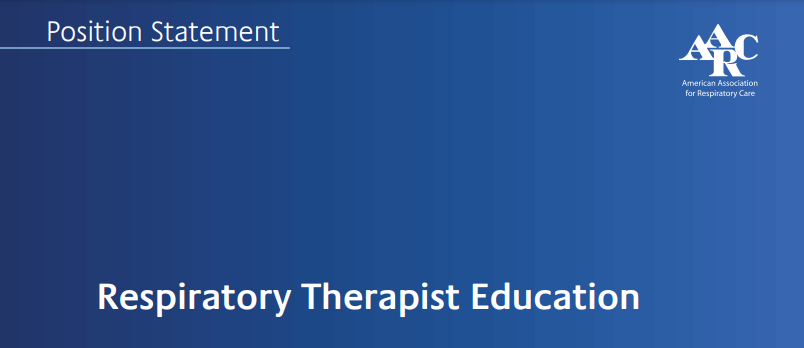 Position Statement
AARC
American Association
for Respiratory Care
Respiratory Therapist Education